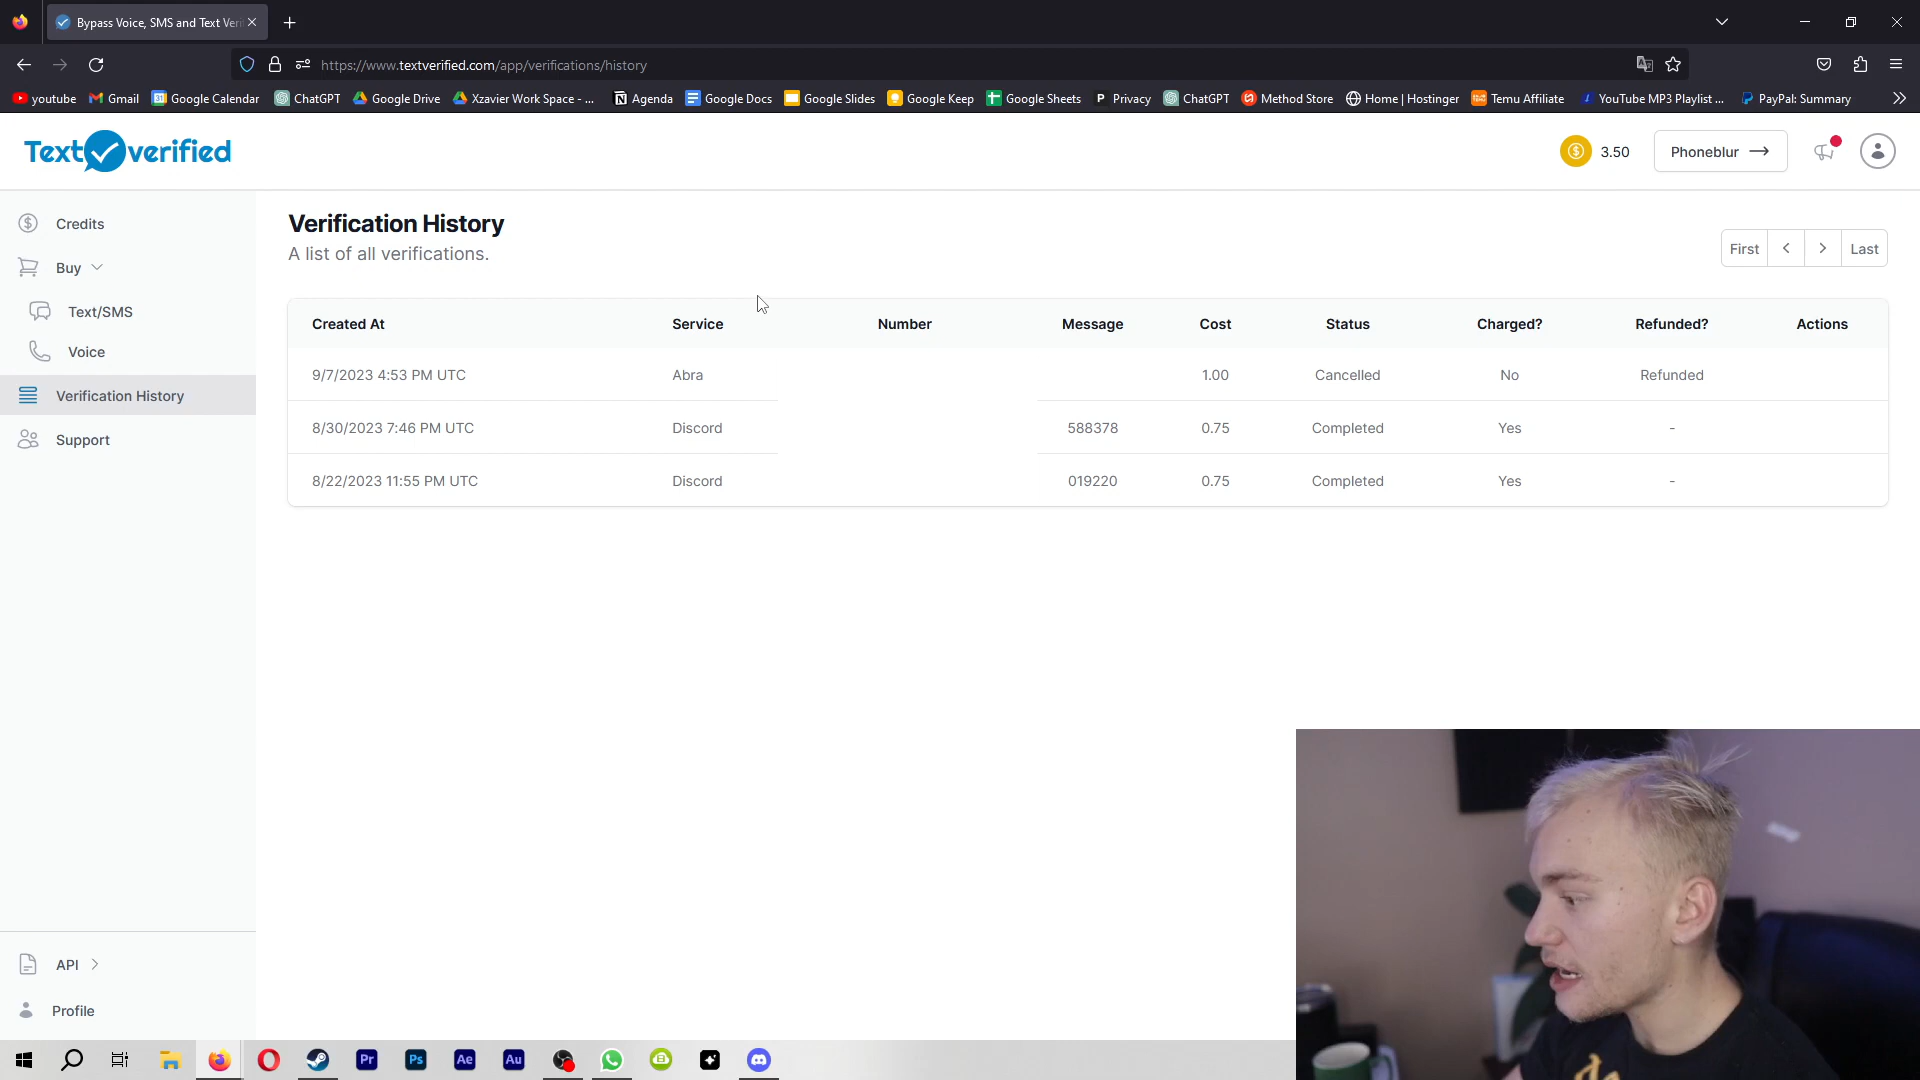 Bypass Voice, SMS and Text Veri
https://www.textverified.com/app/verifications/history
youtube Gmail Google Calendar ChatGPT Google Drive Xzavier Work Space - ... Agenda Google Docs Google Slides Google Keep Google Sheets Privacy ChatGPT Method Store Home | Hostinger Temu Affiliate YouTube MP3 Playlist ... PayPal: Summary
Text verified
3.50
Phoneblur
Credits
Buy
Text/SMS
Voice
Verification History
Support
API
Profile
Verification History
A list of all verifications.
First < > Last
Created At Service Number Message Cost Status Charged? Refunded? Actions
9/7/2023 4:53 PM UTC Abra 1.00 Cancelled No Refunded
8/30/2023 7:46 PM UTC Discord 588378 0.75 Completed Yes -
8/22/2023 11:55 PM UTC Discord 019220 0.75 Completed Yes -
Pr Ps Ae Au